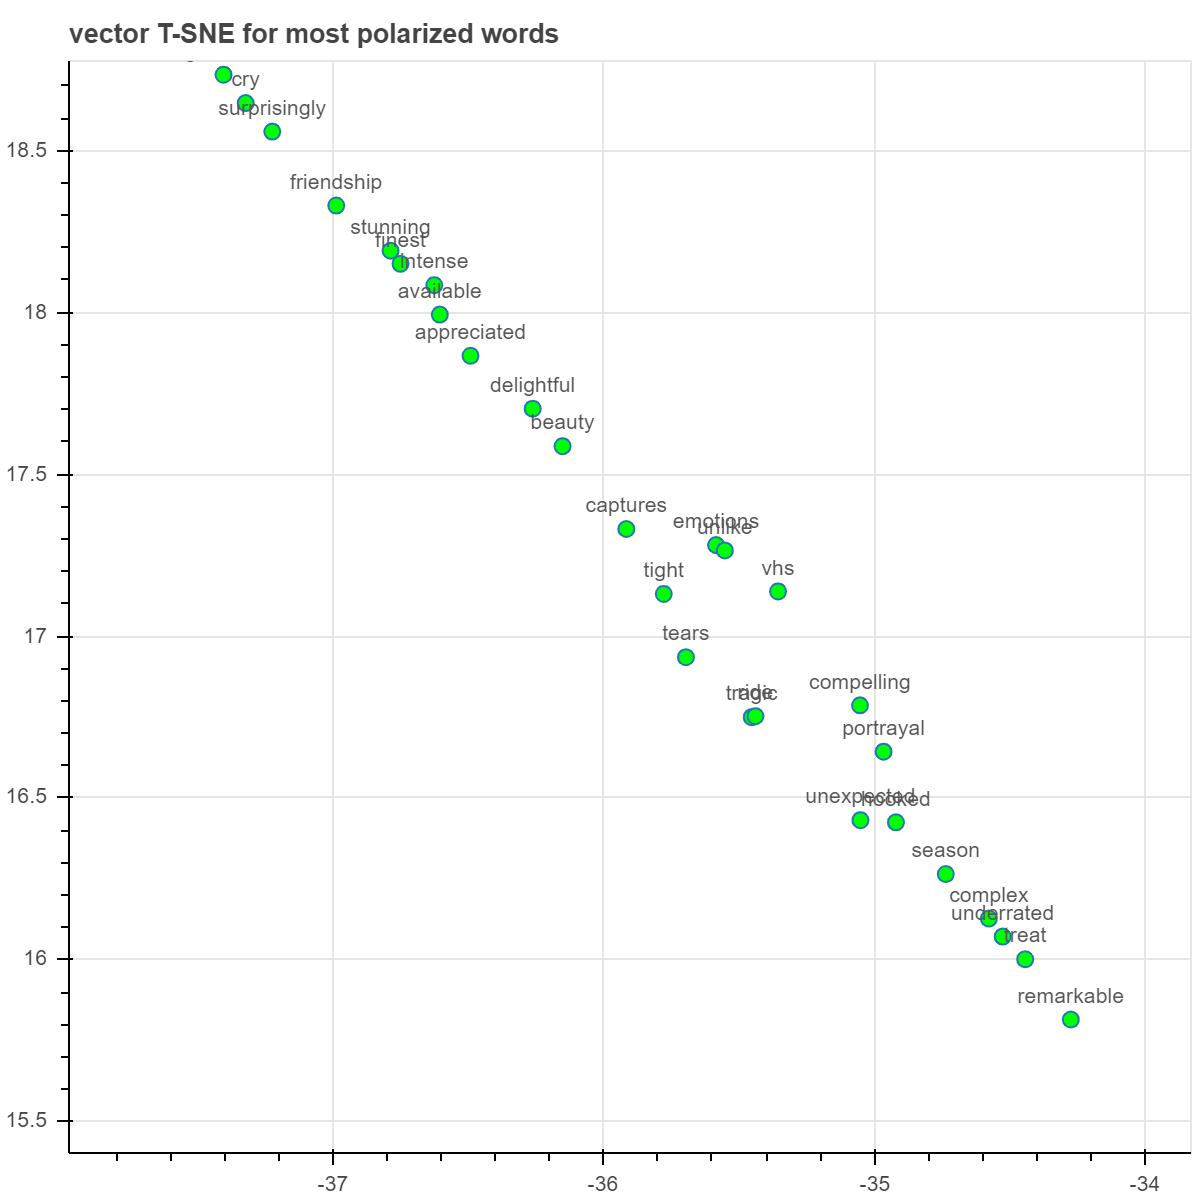 vector T-SNE for most polarized words
cry
surprisingly
18.5
friendship
stunning
finest
intense
available
18
appreciated
delightful
beauty
17.5
captures
emotions
unlike
vhs
tight
17
tears
tragic
ride
compelling
portrayal
unexpected
hooked
16.5
season
complex
underrated
treat
16
remarkable
15.5
-37
-36
-35
-34